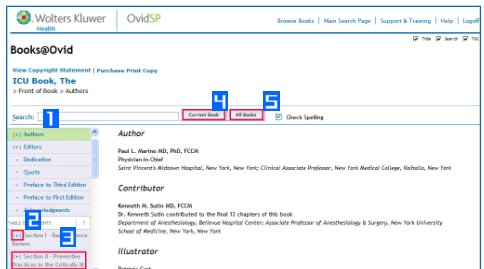 Wolters Kluwer
Health
OvidSP
Browse Books | Main Search Page | Support & Training | Help | Logoff
Title Search TOC
Books@Ovid
View Copyright Statement | Purchase Print Copy
ICU Book, The
> Front of Book > Authors
4
5
1
Search:
Current Book
All Books
Check Spelling
[+] Authors
[+] Editors
- Dedication
- Quote
- Preface to Third Edition
- Preface to First Edition
- Acknowledgments
2
TABLE
3
[+] Section I -
Review
[+] Section II - Preventive
Practices in the Critically Ill
Author
Paul L. Marino MD, PhD, FCCM
Physician-in-Chief
Saint Vincent's Midtown Hospital, New York, New York; Clinical Associate Professor, New York Medical College, Valhalla, New York
Contributor
Kenneth M. Sutin MD, FCCM
Dr. Kenneth Sutin contributed to the final 13 chapters of this book
Department of Anesthesiology, Bellevue Hospital Center; Associate Professor of Anesthesiology & Surgery, New York University
School of Medicine, New York, New York
Illustrator